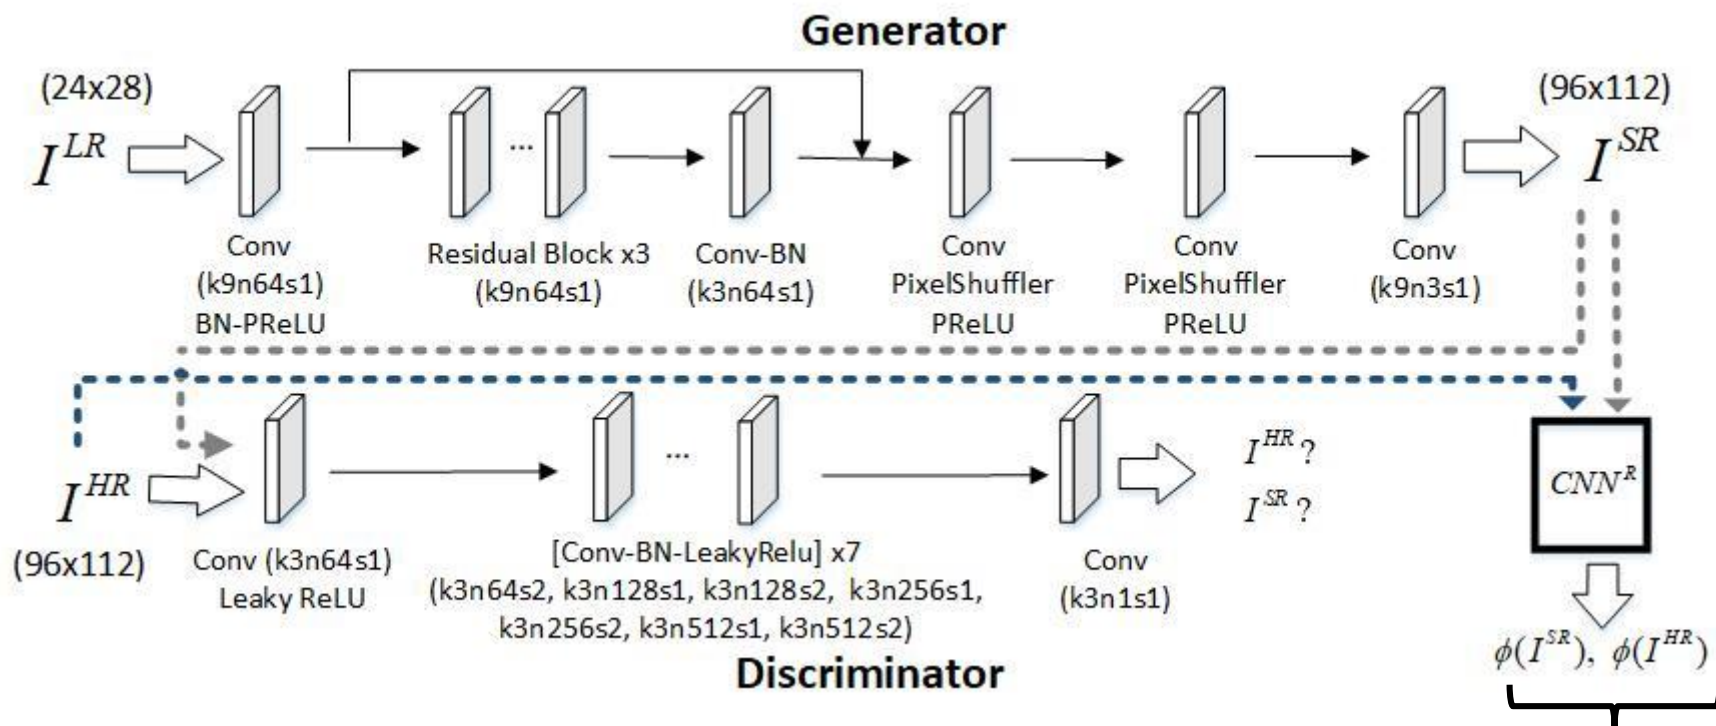 Generator
(24x28)
I^{LR}
(96x112)
I^{SR}
...
Conv
(k9n64s1)
BN-PReLU
Residual Block x3
(k9n64s1)
Conv-BN
(k3n64s1)
Conv
PixelShuffler
PReLU
Conv
PixelShuffler
PReLU
Conv
(k9n3s1)
I^{HR}
(96x112)
...
I^{HR} ?
I^{SR} ?
CNN^{R}
Conv (k3n64s1)
Leaky ReLU
[Conv-BN-LeakyRelu] x7
(k3n64s2, k3n128s1, k3n128s2, k3n256s1,
k3n256s2, k3n512s1, k3n512s2)
Conv
(k3n1s1)
ϕ(I^{SR}), ϕ(I^{HR})
Discriminator